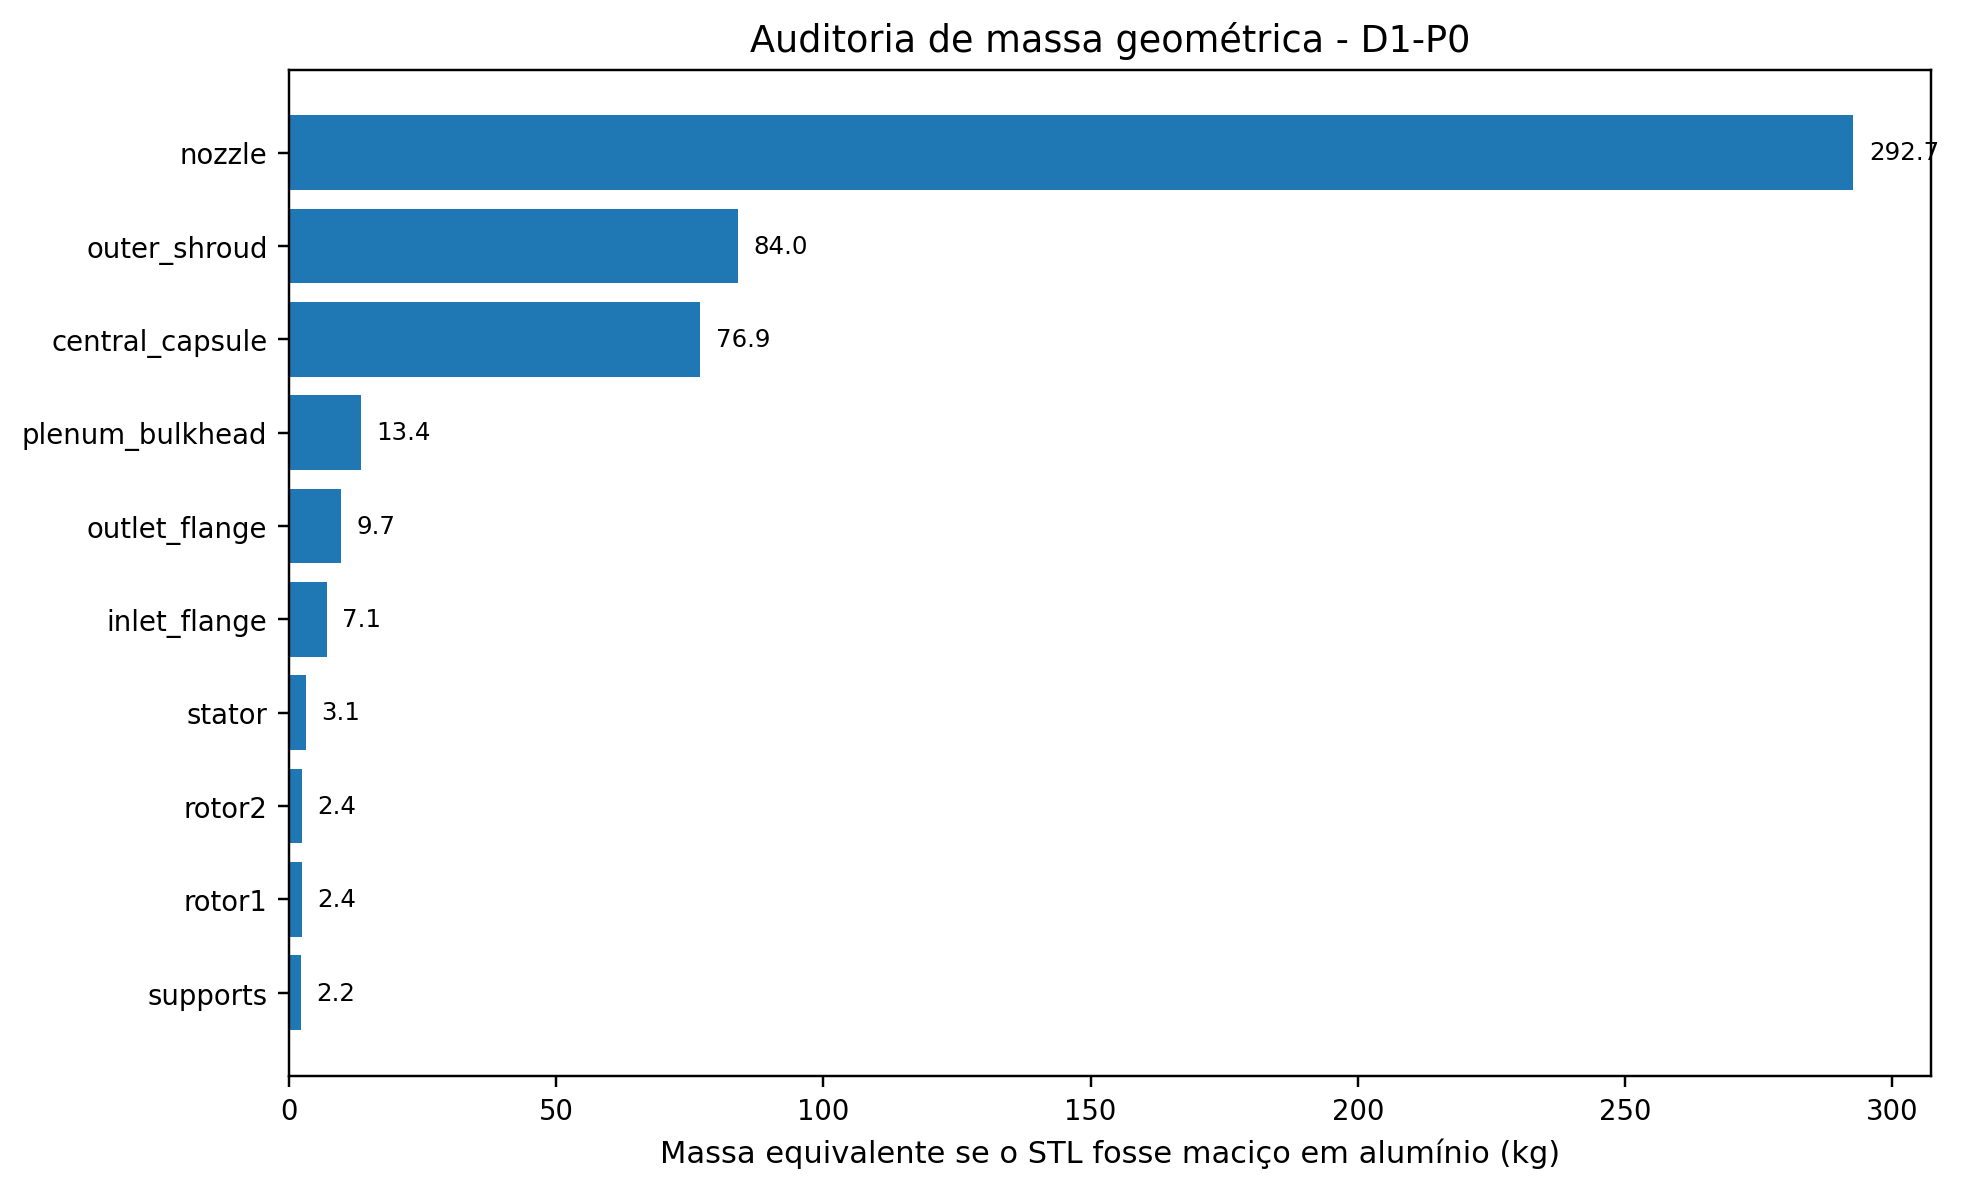 Auditoria de massa geométrica - D1-P0
nozzle
292.7
outer_shroud
84.0
central_capsule
76.9
plenum_bulkhead
13.4
outlet_flange
9.7
inlet_flange
7.1
stator
3.1
rotor2
2.4
rotor1
2.4
supports
2.2
0 50 100 150 200 250 300
Massa equivalente se o STL fosse maciço em alumínio (kg)